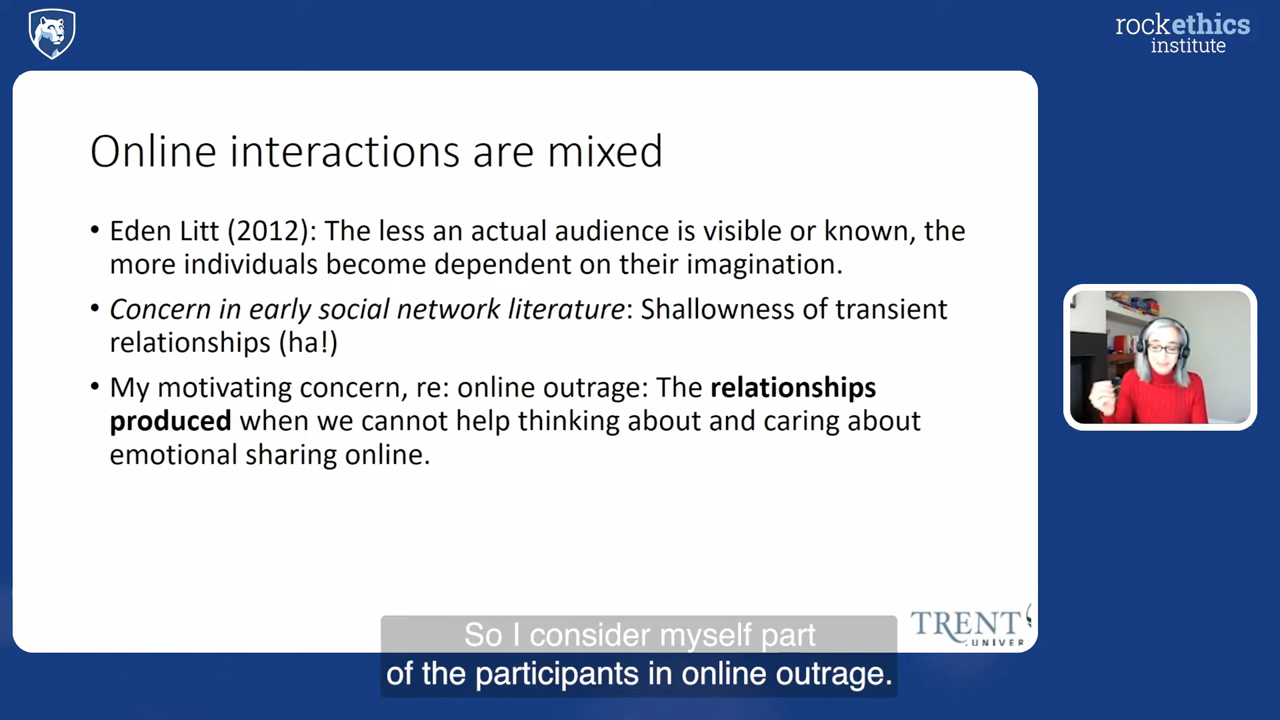 rockethics
institute
Online interactions are mixed
• Eden Litt (2012): The less an actual audience is visible or known, the
more individuals become dependent on their imagination.
• Concern in early social network literature: Shallowness of transient
relationships (ha!)
• My motivating concern, re: online outrage: The relationships
produced when we cannot help thinking about and caring about
emotional sharing online.
TRENT
UNIVER
So I consider myself part
of the participants in online outrage.